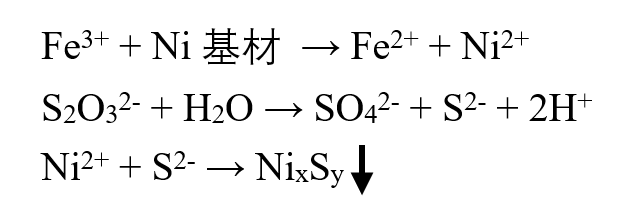 Fe³⁺ + Ni 基材 → Fe²⁺ + Ni²⁺
S₂O₃²⁻ + H₂O → SO₄²⁻ + S²⁻ + 2H⁺
Ni²⁺ + S²⁻ → NiₓSᵧ↓